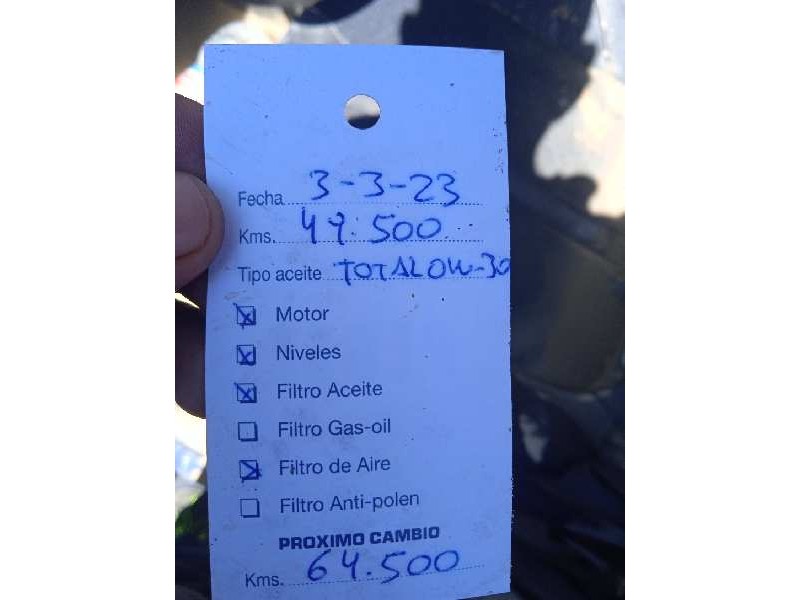 Fecha 3-3-23
Kms. 49.500
Tipo aceite TOTAL 0W-30
Motor
Niveles
Filtro Aceite
Filtro Gas-oil
Filtro de Aire
Filtro Anti-polen
PROXIMO CAMBIO
Kms. 64.500